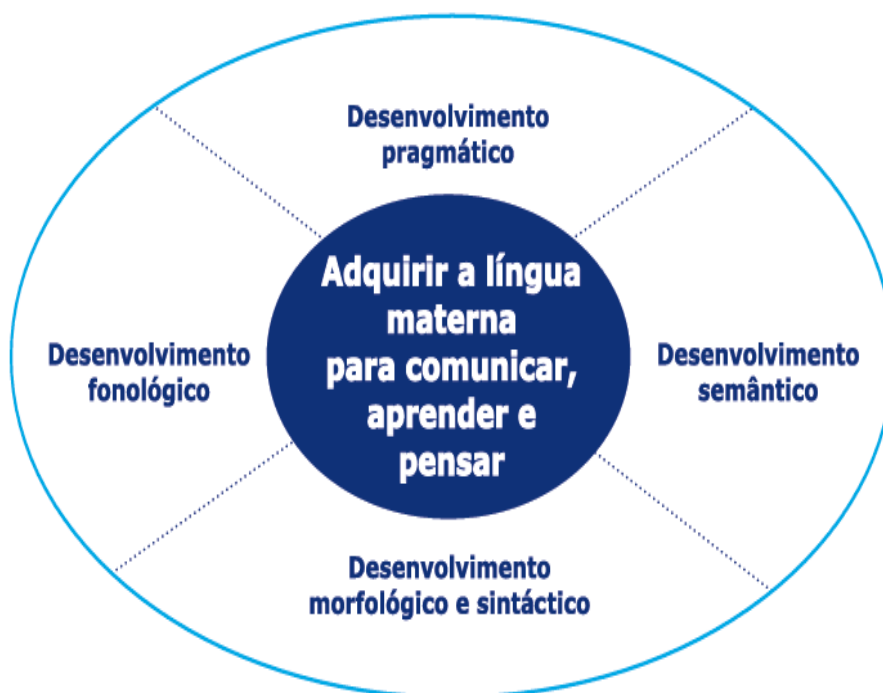 Desenvolvimento
pragmático
Adquirir a língua
materna
para comunicar,
aprender e
pensar
Desenvolvimento
fonológico
Desenvolvimento
semântico
Desenvolvimento
morfológico e sintáctico